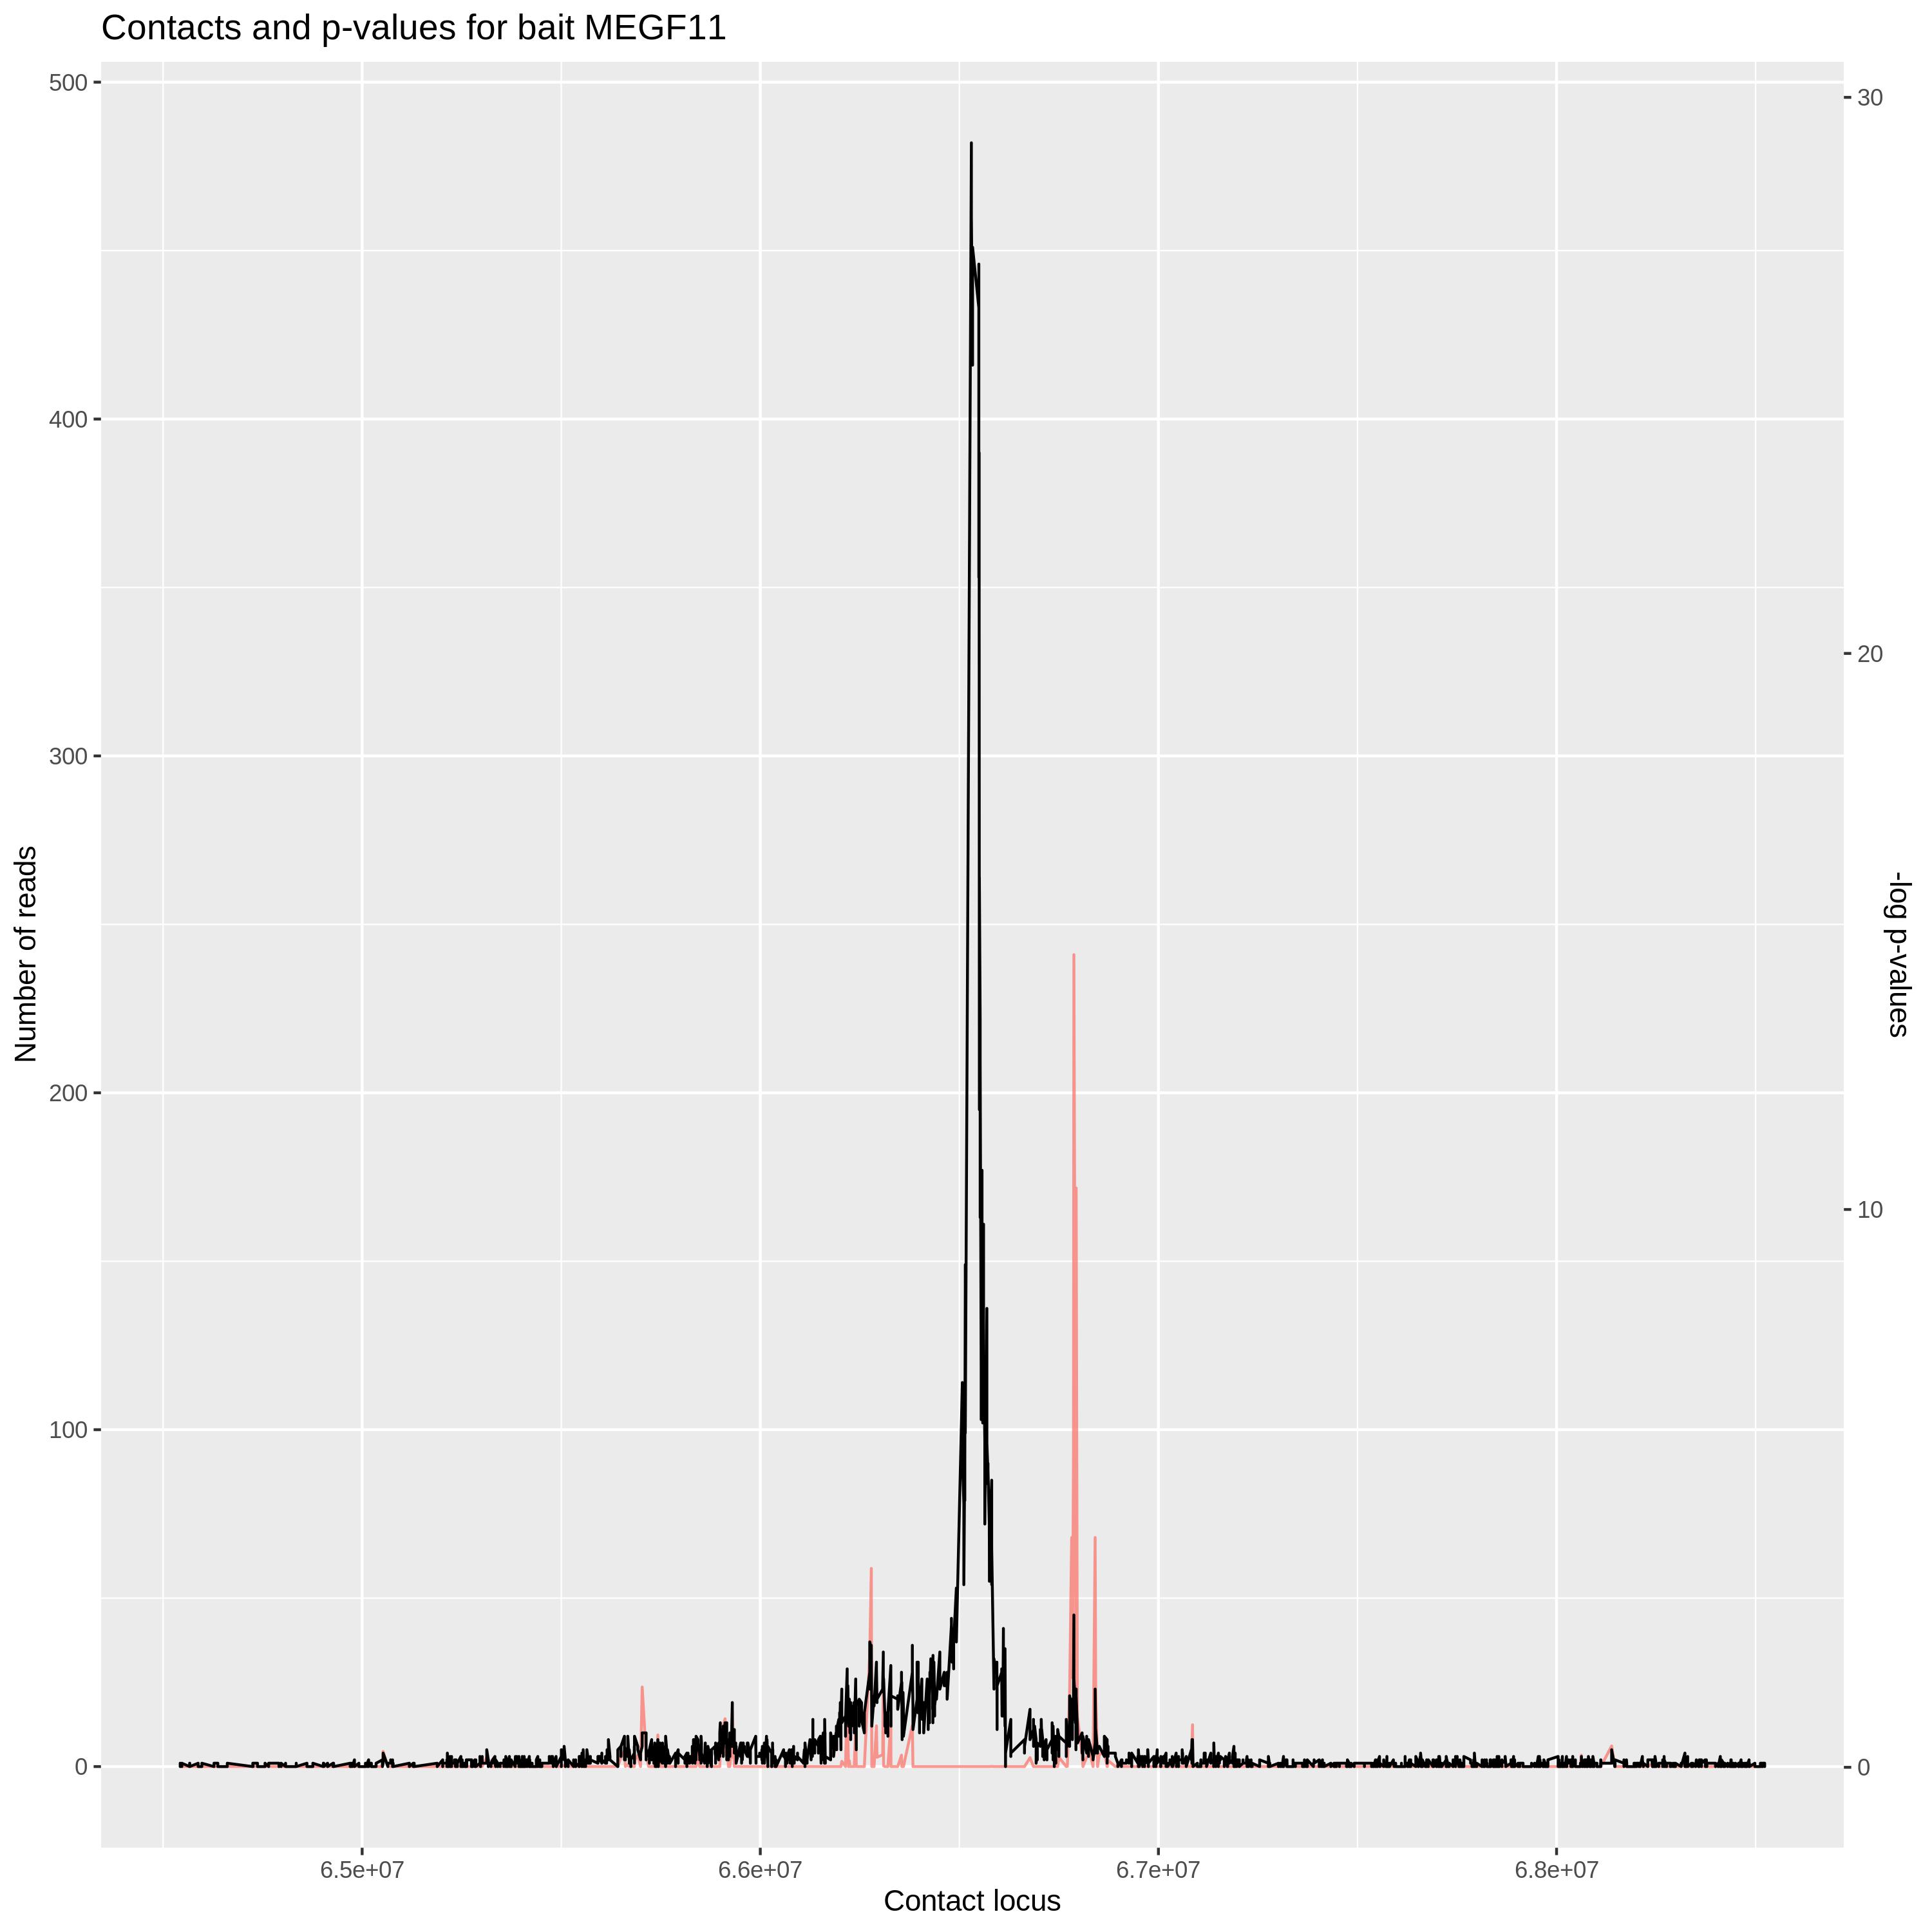 Contacts and p-values for bait MEGF11
500
400
300
200
100
0
Number of reads
30
20
10
0
-log p-values
6.5e+07
6.6e+07
6.7e+07
6.8e+07
Contact locus